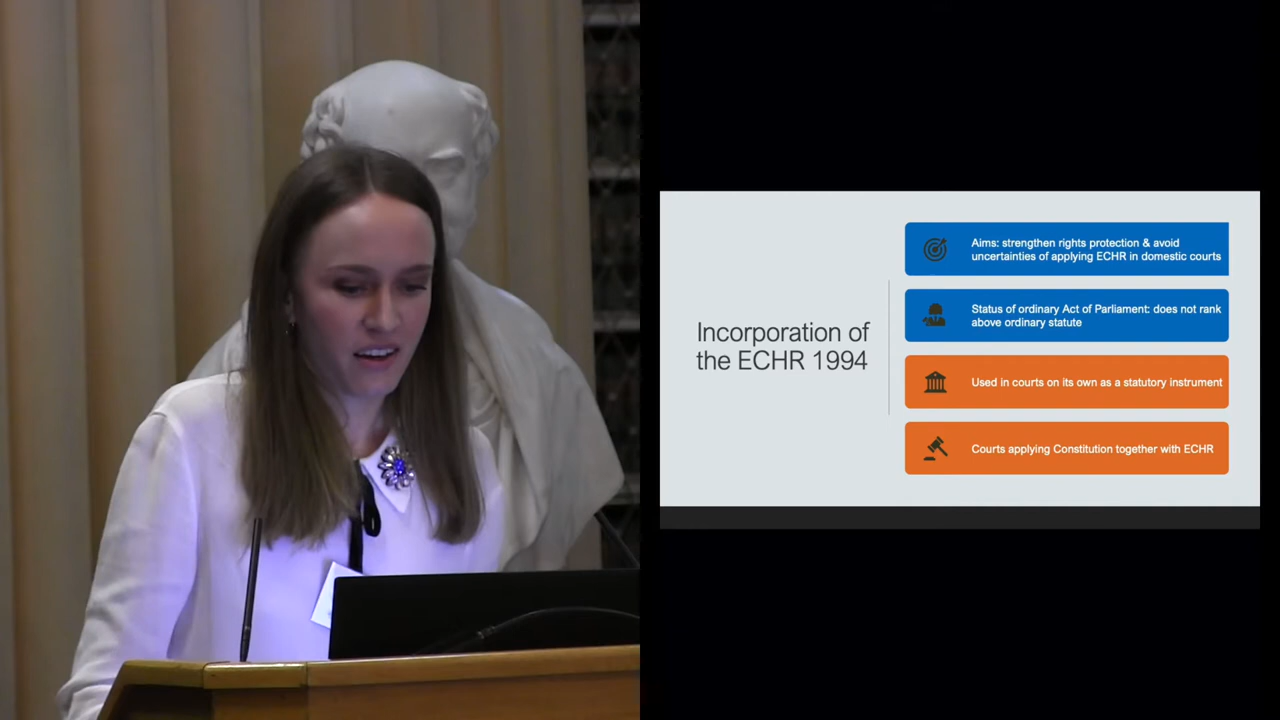 Incorporation of
the ECHR 1994
Aims: strengthen rights protection & avoid
uncertainties of applying ECHR in domestic courts
Status of ordinary Act of Parliament: does not rank
above ordinary statute
Used in courts on its own as a statutory instrument
Courts applying Constitution together with ECHR